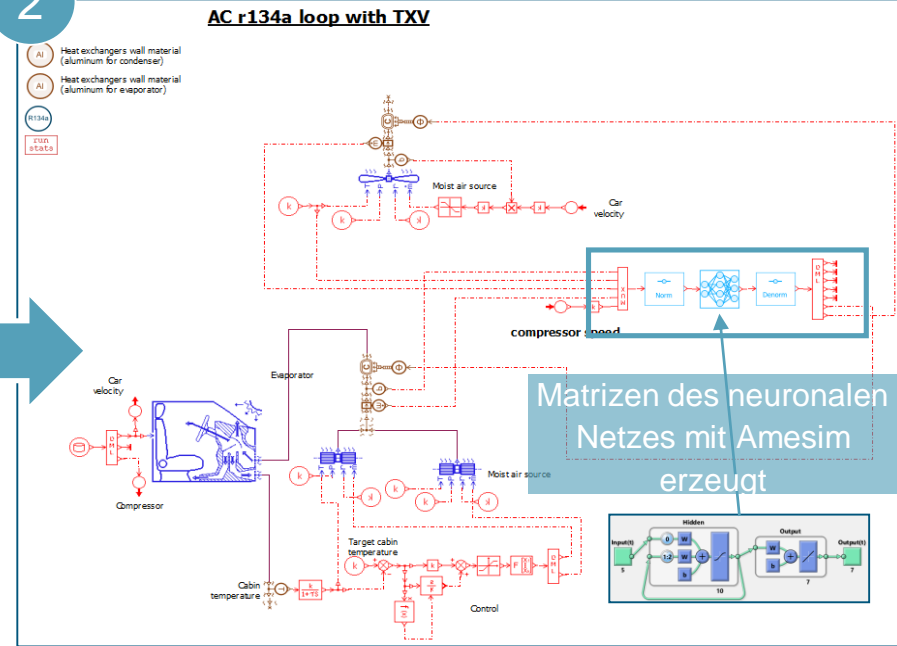 2
AC r134a loop with TXV
Al
Heat exchangers wall material
(aluminum for condenser)
Al
Heat exchangers wall material
(aluminum for evaporator)
R134a
run
stats
Moist air source
k
k
k
Car
velocity
Norm
Denorm
compressor speed
Evaporator
Car
velocity
Matrizen des neuronalen
Netzes mit Amesim
erzeugt
Moist air source
k
k
k
Compressor
Hidden
Output
Input(t)
0
W
1:2
W
b
W
b
Output(t)
5
10
7
7
Target cabin
temperature
k
k
Cabin
temperature
k
1+TS
Control